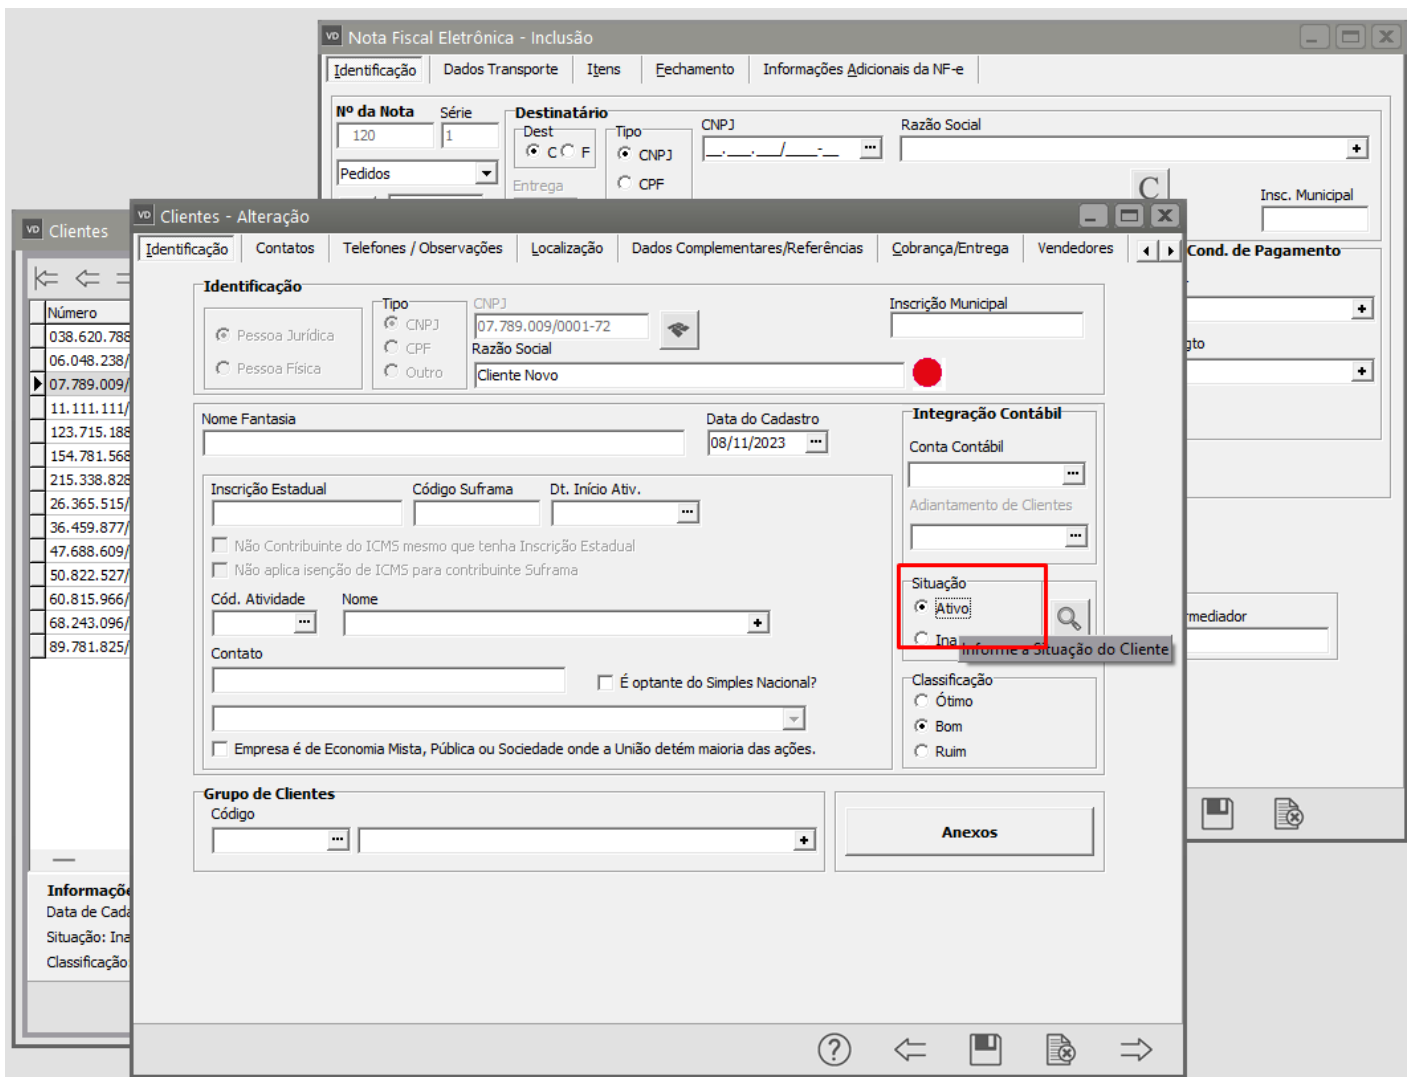 VD Nota Fiscal Eletrônica - Inclusão
Identificação Dados Transporte Itens Fechamento Informações Adicionais da NF-e
Nº da Nota Série Destinatário
Dest Tipo CNPJ Razão Social
120 1 C F CNPJ __.___.___/____-__ ...
Pedidos Entrega CPF C Insc. Municipal
Cond. de Pagamento
VD Clientes
Número
038.620.788
06.048.238/
07.789.009/
11.111.111/
123.715.188
154.781.568
215.338.828
26.365.515/
36.459.877/
47.688.609/
50.822.527/
60.815.966/
68.243.096/
89.781.825/
Data de Cada
VD Clientes - Alteração
Identificação Contatos Telefones / Observações Localização Dados Complementares/Referências Cobrança/Entrega Vendedores
Identificação
Pessoa Jurídica
Pessoa Física
Tipo
CNPJ
CPF
Outro
CNPJ
07.789.009/0001-72
Razão Social
Cliente Novo
Inscrição Municipal
Nome Fantasia
Data do Cadastro
08/11/2023 ...
Inscrição Estadual Código Suframa Dt. Início Ativ.
Não Contribuinte do ICMS mesmo que tenha Inscrição Estadual
Não aplica isenção de ICMS para contribuinte Suframa
Cód. Atividade Nome
Contato
É optante do Simples Nacional?
Empresa é de Economia Mista, Pública ou Sociedade onde a União detém maioria das ações.
Integração Contábil
Conta Contábil
Adiantamento de Clientes
Situação
Ativo
Ina
Informe a Situação do Cliente
Classificação
Ótimo
Bom
Ruim
Grupo de Clientes
Código
Anexos
Informaçõe
Situação: Ina
Classificação